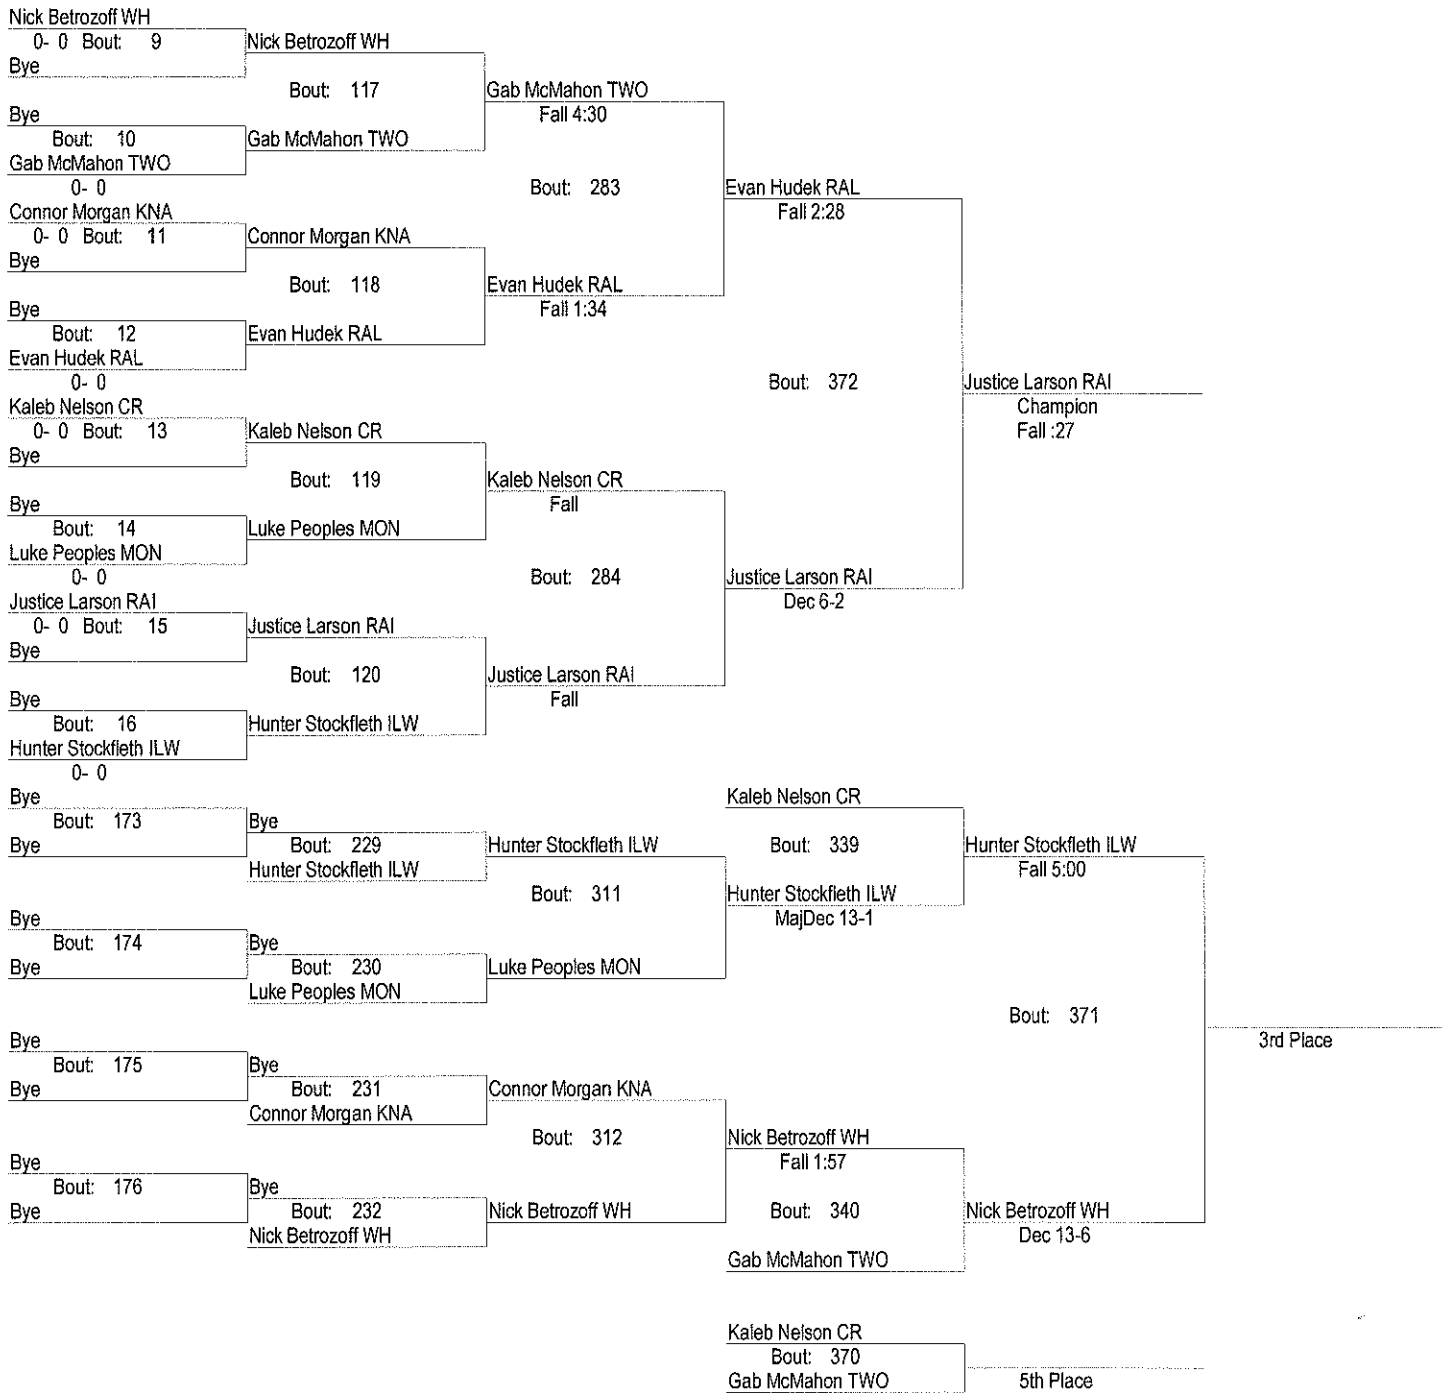 Nick Betrozoff WH
0- 0 Bout: 9
Bye
Nick Betrozoff WH
Bout: 117
Bye
Bout: 10
Gab McMahon TWO
0- 0
Gab McMahon TWO
Gab McMahon TWO
Fall 4:30
Bout: 283
Connor Morgan KNA
0- 0 Bout: 11
Bye
Connor Morgan KNA
Bout: 118
Bye
Bout: 12
Evan Hudek RAL
0- 0
Evan Hudek RAL
Evan Hudek RAL
Fall 1:34
Evan Hudek RAL
Fall 2:28
Bout: 372
Justice Larson RAI
Champion
Fall :27
Kaleb Nelson CR
0- 0 Bout: 13
Bye
Kaleb Nelson CR
Bout: 119
Bye
Bout: 14
Luke Peoples MON
0- 0
Luke Peoples MON
Kaleb Nelson CR
Fall
Bout: 284
Justice Larson RAI
0- 0 Bout: 15
Bye
Justice Larson RAI
Bout: 120
Bye
Bout: 16
Hunter Stockfleth ILW
0- 0
Hunter Stockfleth ILW
Justice Larson RAI
Fall
Justice Larson RAI
Dec 6-2
Bye
Bout: 173
Bye
Bye
Bout: 229
Hunter Stockfleth ILW
Hunter Stockfleth ILW
Bout: 311
Bye
Bout: 174
Bye
Bye
Bout: 230
Luke Peoples MON
Luke Peoples MON
Kaleb Nelson CR
Bout: 339
Hunter Stockfleth ILW
MajDec 13-1
Hunter Stockfleth ILW
Fall 5:00
Bout: 371
3rd Place
Bye
Bout: 175
Bye
Bye
Bout: 231
Connor Morgan KNA
Connor Morgan KNA
Bout: 312
Bye
Bout: 176
Bye
Bye
Bout: 232
Nick Betrozoff WH
Nick Betrozoff WH
Nick Betrozoff WH
Fall 1:57
Bout: 340
Gab McMahon TWO
Nick Betrozoff WH
Dec 13-6
Kaleb Nelson CR
Bout: 370
Gab McMahon TWO
5th Place